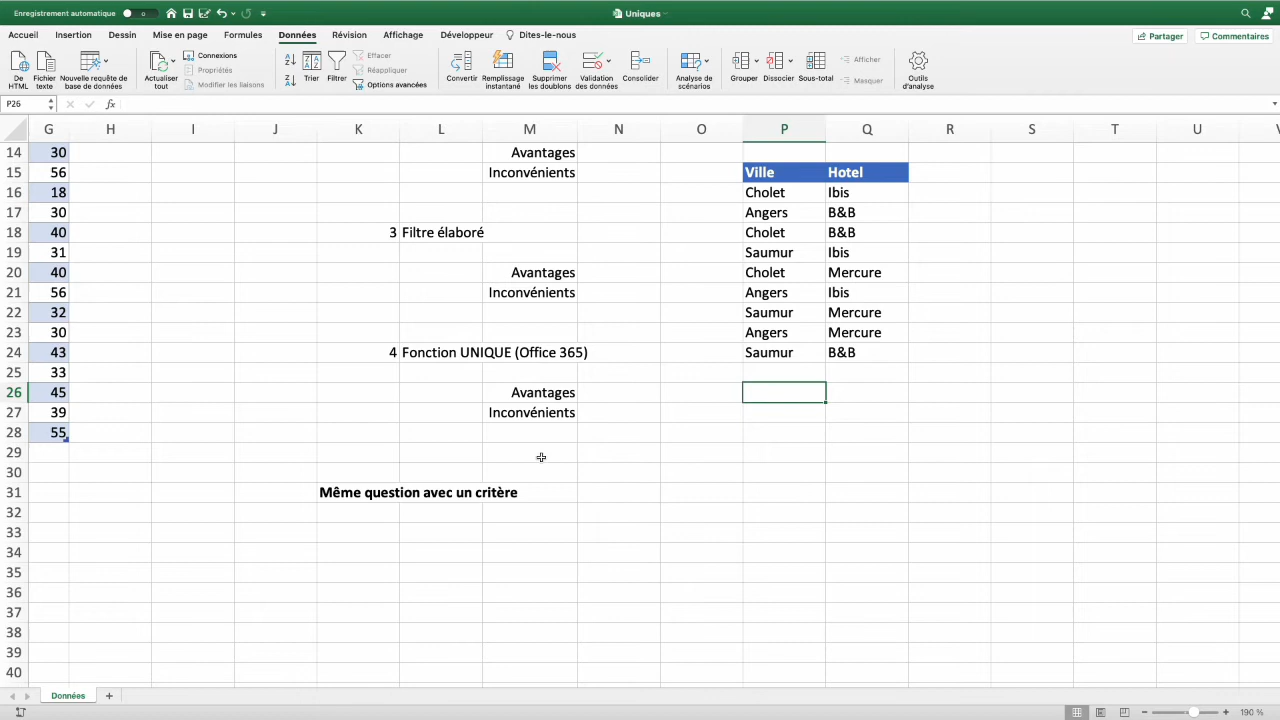 Enregistrement automatique
Uniques
Accueil Insertion Dessin Mise en page Formules Données Révision Affichage Développeur Dites-le-nous Partager Commentaires
De HTML
Fichier texte
Nouvelle requête de base de données
Actualiser tout
Connexions
Propriétés
Modifier les liaisons
Trier
Filtrer
Effacer
Réappliquer
Options avancées
Convertir
Remplissage instantané
Supprimer les doublons
Validation des données
Consolider
Analyse de scénarios
Grouper
Dissocier
Sous-total
Afficher
Masquer
Outils d'analyse
P26 fx
G H I J K L M N O P Q R S T U V
14 30 Avantages
15 56 Inconvénients Ville Hotel
16 18 Cholet Ibis
17 30 Angers B&B
18 40 3 Filtre élaboré Cholet B&B
19 31 Saumur Ibis
20 40 Avantages Cholet Mercure
21 56 Inconvénients Angers Ibis
22 32 Saumur Mercure
23 30 Angers Mercure
24 43 4 Fonction UNIQUE (Office 365) Saumur B&B
25 33
26 45 Avantages
27 39 Inconvénients
28 55
29
30
31 Même question avec un critère
32
33
34
35
36
37
38
39
40
Données
190 %